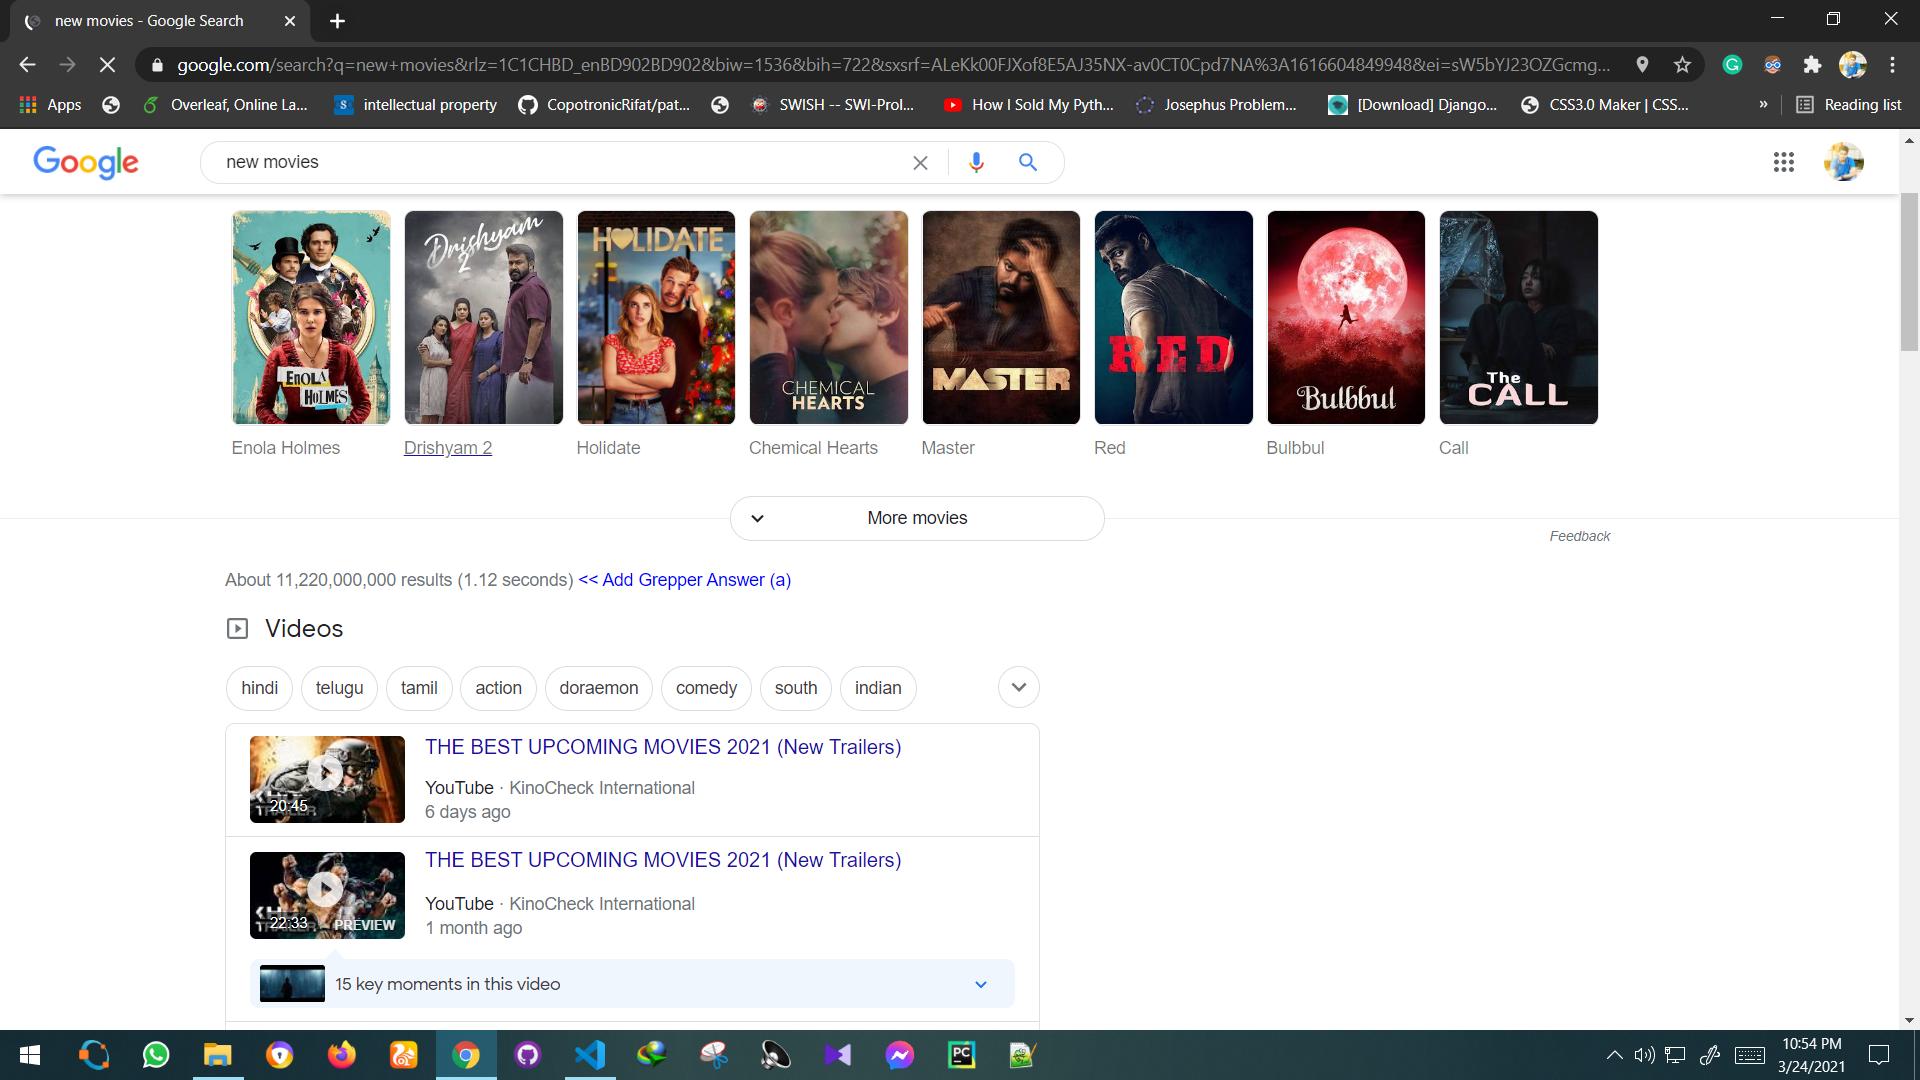 new movies - Google Search
google.com/search?q=new+movies&rlz=1C1CHBD_enBD902BD902&biw=1536&bih=722&sxsrf=ALeKk00FJXof8E5AJ35NX-av0CT0Cpd7NA%3A1616604849948&ei=sW5bYJ23OZGcmg...
Apps
Overleaf, Online La...
S
intellectual property
CopotronicRifat/pat...
SWISH -- SWI-Prol...
How I Sold My Pyth...
Josephus Problem...
[Download] Django...
CSS3.0 Maker | CSS...
»
Reading list
Google
new movies
ENOLA HOLMES
Drishyam 2
HOLIDATE
CHEMICAL HEARTS
MASTER
RED
Bulbbul
The CALL
Enola Holmes
Drishyam 2
Holidate
Chemical Hearts
Master
Red
Bulbbul
Call
More movies
Feedback
About 11,220,000,000 results (1.12 seconds) << Add Grepper Answer (a)
Videos
hindi
telugu
tamil
action
doraemon
comedy
south
indian
THE BEST UPCOMING MOVIES 2021 (New Trailers)
20:45
TRAILER
YouTube · KinoCheck International
6 days ago
THE BEST UPCOMING MOVIES 2021 (New Trailers)
22:33
TRAILER
PREVIEW
YouTube · KinoCheck International
1 month ago
15 key moments in this video
PC
10:54 PM
3/24/2021